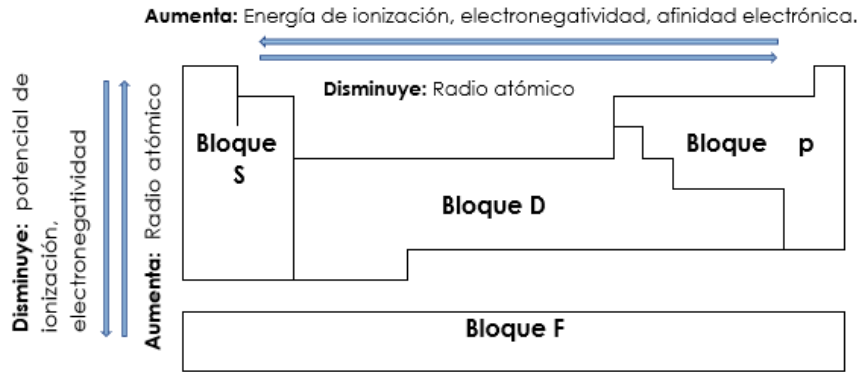 Aumenta: Energía de ionización, electronegatividad, afinidad electrónica.
Disminuye: Radio atómico
Disminuye: potencial de
ionización,
electronegatividad
Aumenta: Radio atómico
Bloque
S
Bloque D
Bloque p
Bloque F